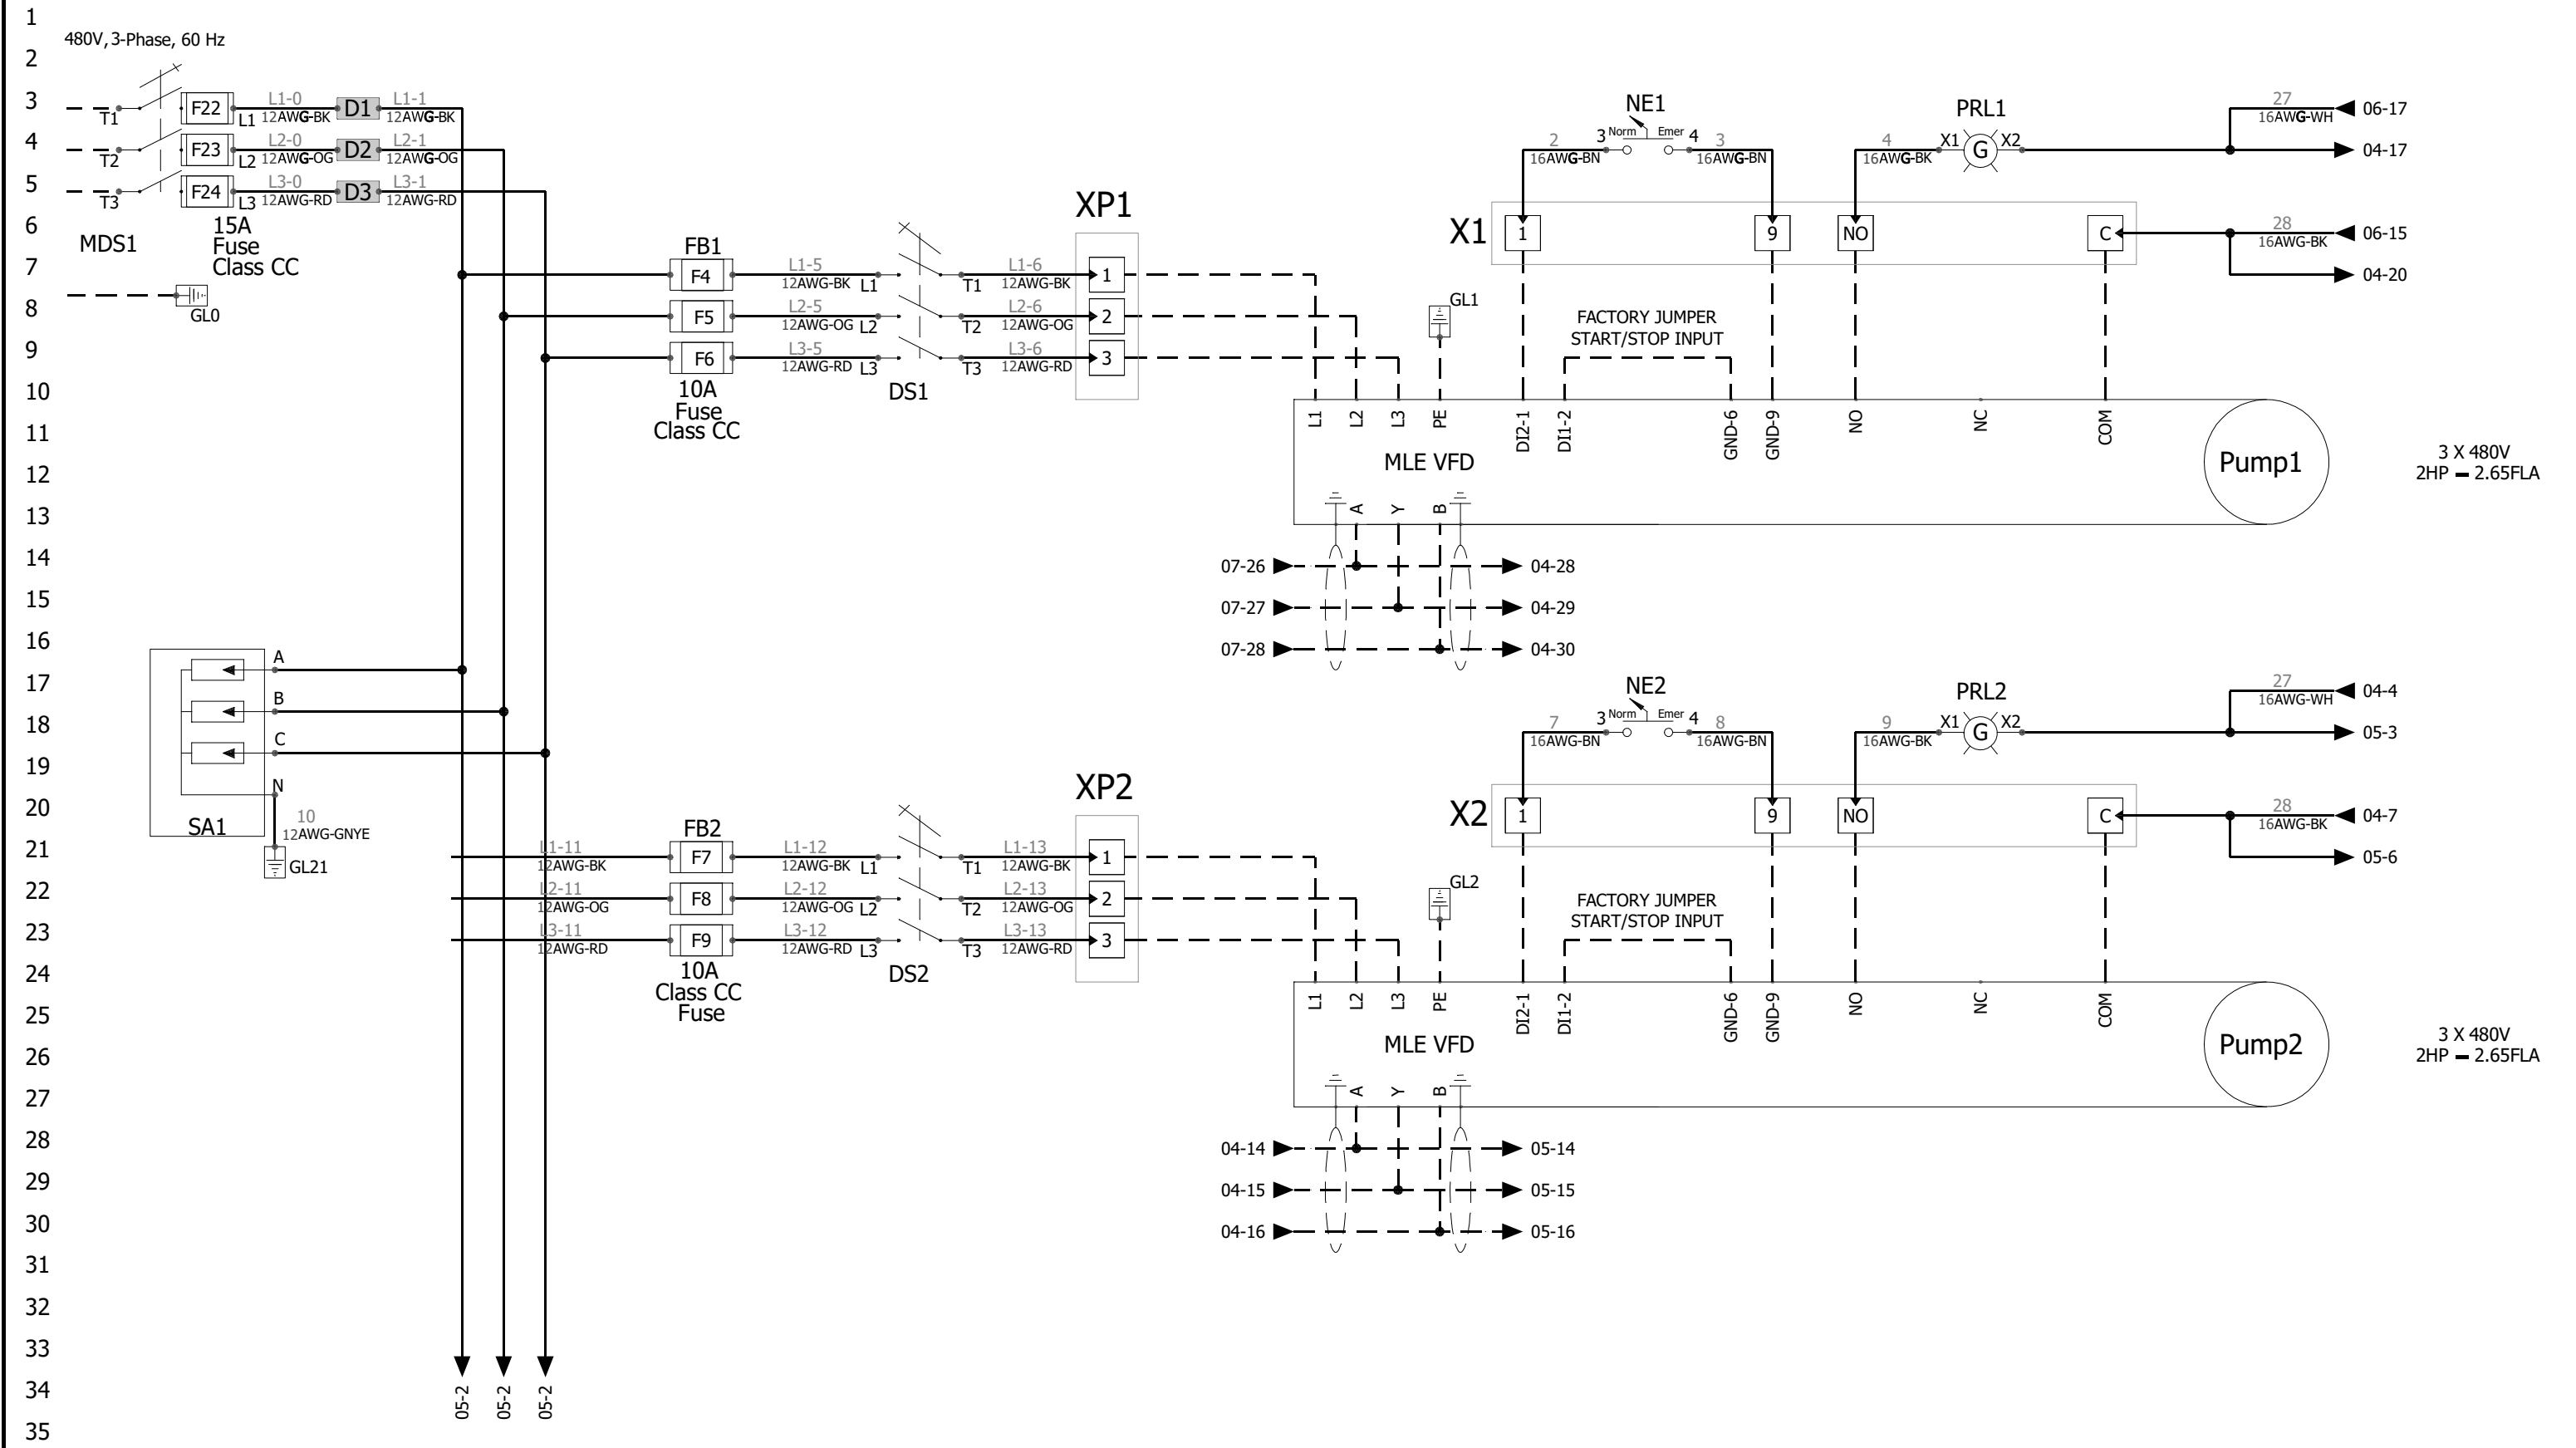 1
480V, 3-Phase, 60 Hz
2
3
T1 F22 L1 L1-0 12AWG-BK D1 L1-1 12AWG-BK
NE1
PRL1
27 16AWG-WH 06-17
4
T2 F23 L2 L2-0 12AWG-OG D2 L2-1 12AWG-OG
2 16AWG-BN 3 Norm Emer 4 3 16AWG-BN
4 16AWG-BK X1 G X2
04-17
5
T3 F24 L3 L3-0 12AWG-RD D3 L3-1 12AWG-RD
XP1
6
MDS1
15A
Fuse
Class CC
FB1
X1 1 9 NO C
28 16AWG-BK 06-15
7
F4 L1-5 12AWG-BK L1 T1 L1-6 12AWG-BK 1
04-20
8
GL0
F5 L2-5 12AWG-OG L2 T2 L2-6 12AWG-OG 2
GL1
FACTORY JUMPER
START/STOP INPUT
9
F6 L3-5 12AWG-RD L3 T3 L3-6 12AWG-RD 3
10
10A
Fuse
Class CC
DS1
11
L1 L2 L3 PE DI2-1 DI1-2 GND-6 GND-9 NO NC COM
12
MLE VFD
Pump1
3 X 480V
2HP - 2.65FLA
13
A Y B
14
07-26 04-28
15
07-27 04-29
16
07-28 04-30
17
A
NE2
PRL2
27 16AWG-WH 04-4
18
B
7 16AWG-BN 3 Norm Emer 4 8 16AWG-BN
9 16AWG-BK X1 G X2
05-3
19
C
XP2
20
N
SA1
10
12AWG-GNYE
FB2
X2 1 9 NO C
28 16AWG-BK 04-7
21
GL21
L1-11 12AWG-BK F7 L1-12 12AWG-BK L1 T1 L1-13 12AWG-BK 1
05-6
22
L2-11 12AWG-OG F8 L2-12 12AWG-OG L2 T2 L2-13 12AWG-OG 2
GL2
FACTORY JUMPER
START/STOP INPUT
23
L3-11 12AWG-RD F9 L3-12 12AWG-RD L3 T3 L3-13 12AWG-RD 3
24
10A
Class CC
Fuse
DS2
25
L1 L2 L3 PE DI2-1 DI1-2 GND-6 GND-9 NO NC COM
26
MLE VFD
Pump2
3 X 480V
2HP - 2.65FLA
27
A Y B
28
04-14 05-14
29
04-15 05-15
30
04-16 05-16
31
32
33
34
05-2 05-2 05-2
35